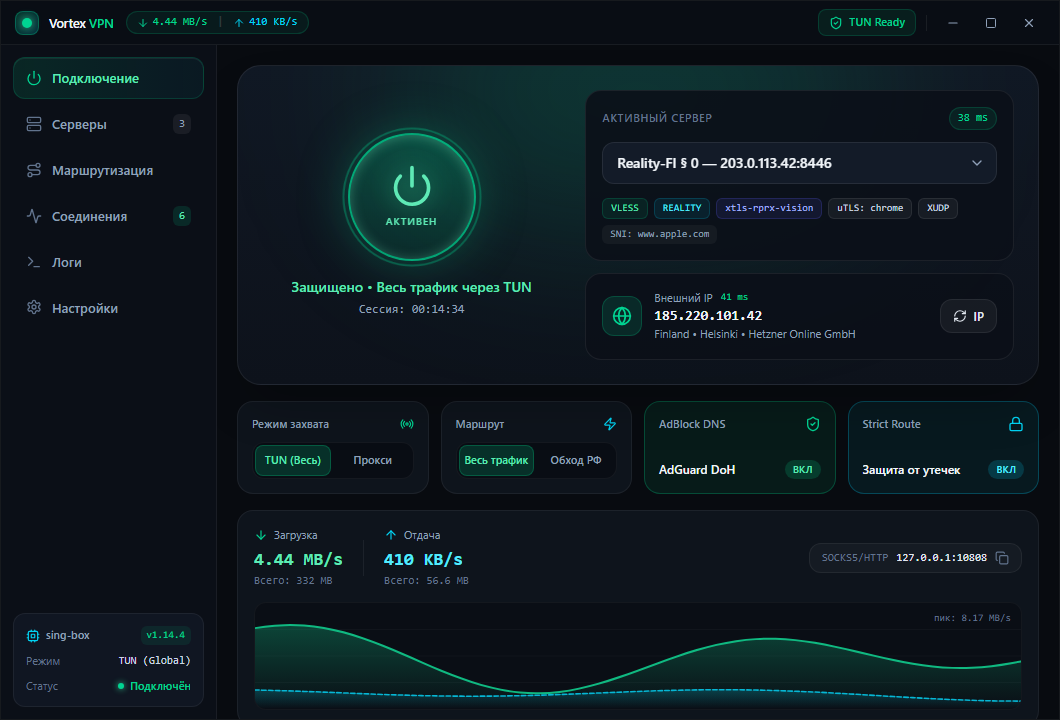 Vortex VPN
4.44 MB/s
410 KB/s
TUN Ready
Подключение
Серверы 3
Маршрутизация
Соединения 6
Логи
Настройки
sing-box v1.14.4
Режим TUN (Global)
Статус Подключён
АКТИВЕН
Защищено • Весь трафик через TUN
Сессия: 00:14:34
АКТИВНЫЙ СЕРВЕР 38 ms
Reality-FI § 0 — 203.0.113.42:8446
VLESS REALITY xtls-rprx-vision uTLS: chrome XUDP
SNI: www.apple.com
Внешний IP 41 ms
185.220.101.42
Finland • Helsinki • Hetzner Online GmbH
IP
Режим захвата
TUN (Весь) Прокси
Маршрут
Весь трафик Обход РФ
AdBlock DNS
AdGuard DoH ВКЛ
Strict Route
Защита от утечек ВКЛ
Загрузка
4.44 MB/s
Всего: 332 MB
Отдача
410 KB/s
Всего: 56.6 MB
SOCKS5/HTTP 127.0.0.1:10808
пик: 8.17 MB/s